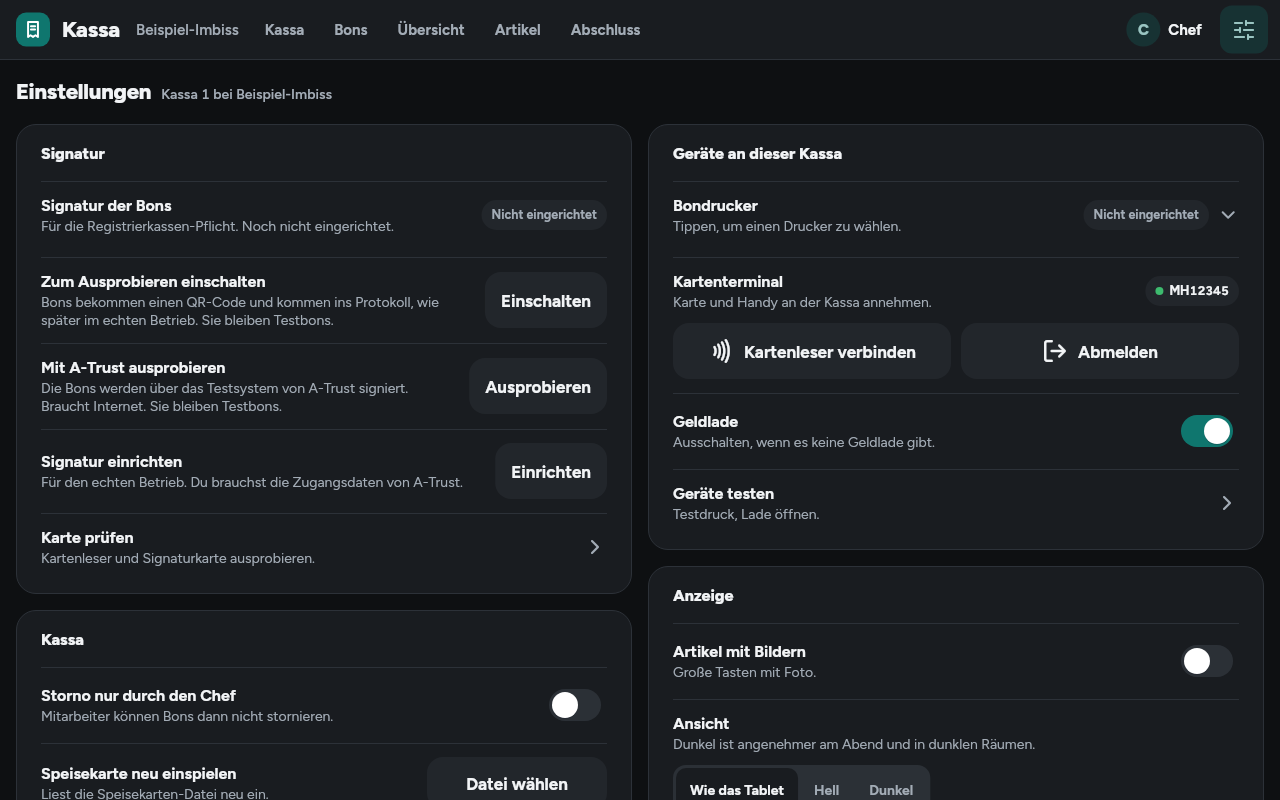 Kassa
Beispiel-Imbiss
Kassa
Bons
Übersicht
Artikel
Abschluss
C
Chef
Einstellungen
Kassa 1 bei Beispiel-Imbiss
Signatur
Signatur der Bons
Für die Registrierkassen-Pflicht. Noch nicht eingerichtet.
Nicht eingerichtet
Zum Ausprobieren einschalten
Bons bekommen einen QR-Code und kommen ins Protokoll, wie
später im echten Betrieb. Sie bleiben Testbons.
Einschalten
Mit A-Trust ausprobieren
Die Bons werden über das Testsystem von A-Trust signiert.
Braucht Internet. Sie bleiben Testbons.
Ausprobieren
Signatur einrichten
Für den echten Betrieb. Du brauchst die Zugangsdaten von A-Trust.
Einrichten
Karte prüfen
Kartenleser und Signaturkarte ausprobieren.
Kassa
Storno nur durch den Chef
Mitarbeiter können Bons dann nicht stornieren.
Speisekarte neu einspielen
Liest die Speisekarten-Datei neu ein.
Datei wählen
Geräte an dieser Kassa
Bondrucker
Tippen, um einen Drucker zu wählen.
Nicht eingerichtet
Kartenterminal
Karte und Handy an der Kassa annehmen.
MH12345
Kartenleser verbinden
Abmelden
Geldlade
Ausschalten, wenn es keine Geldlade gibt.
Geräte testen
Testdruck, Lade öffnen.
Anzeige
Artikel mit Bildern
Große Tasten mit Foto.
Ansicht
Dunkel ist angenehmer am Abend und in dunklen Räumen.
Wie das Tablet
Hell
Dunkel